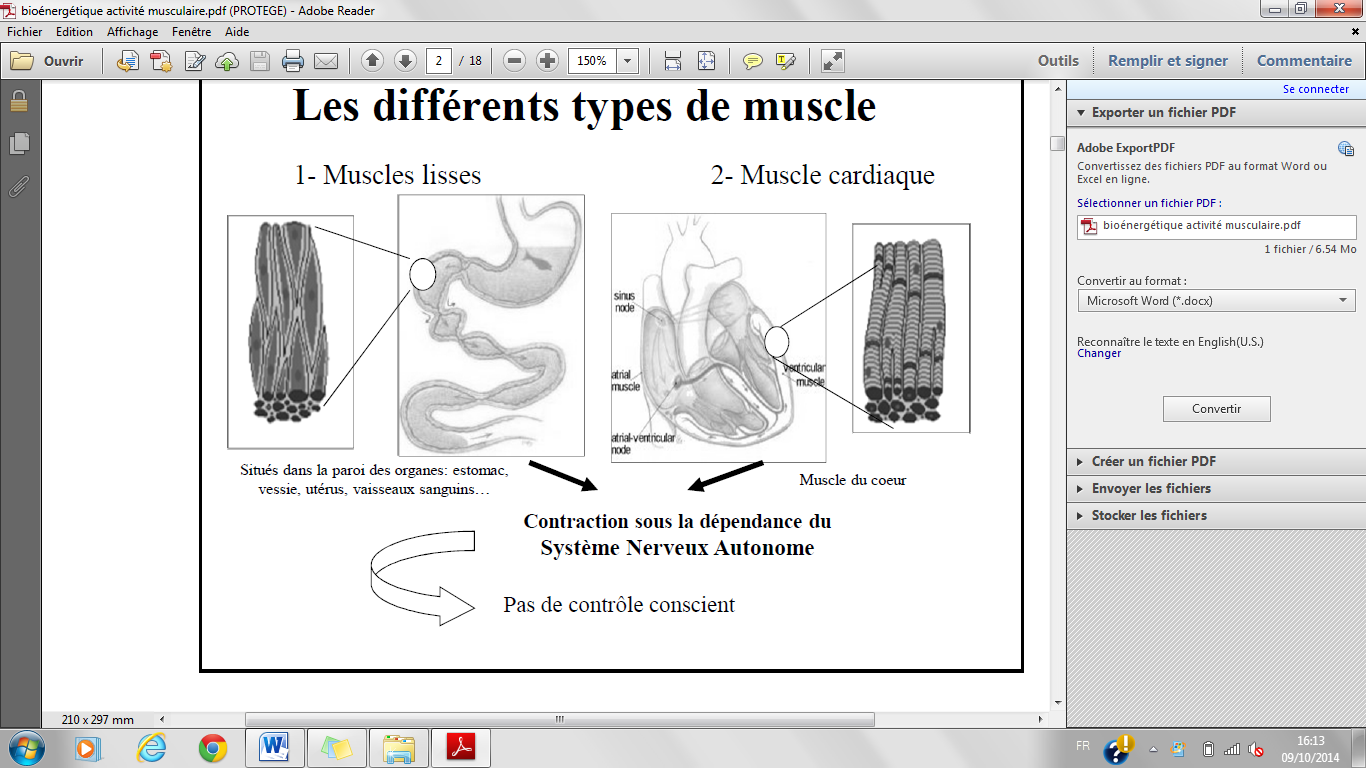 bioénergétique activité musculaire.pdf (PROTEGE) - Adobe Reader
Fichier Edition Affichage Fenêtre Aide
Ouvrir 2 / 18 150% Outils Remplir et signer Commentaire
Se connecter
Exporter un fichier PDF
Adobe ExportPDF
Convertissez des fichiers PDF au format Word ou
Excel en ligne.
Sélectionner un fichier PDF :
bioénergétique activité musculaire.pdf
1 fichier / 6.54 Mo
Convertir au format :
Microsoft Word (*.docx)
Reconnaître le texte en English(U.S.)
Changer
Convertir
Créer un fichier PDF
Envoyer les fichiers
Stocker les fichiers
Les différents types de muscle
1- Muscles lisses
2- Muscle cardiaque
sinus
node
atrial
muscle
atrial-ventricular
node
ventricular
muscle
Situés dans la paroi des organes: estomac,
vessie, utérus, vaisseaux sanguins…
Muscle du coeur
Contraction sous la dépendance du
Système Nerveux Autonome
Pas de contrôle conscient
210 x 297 mm
FR
16:13
09/10/2014